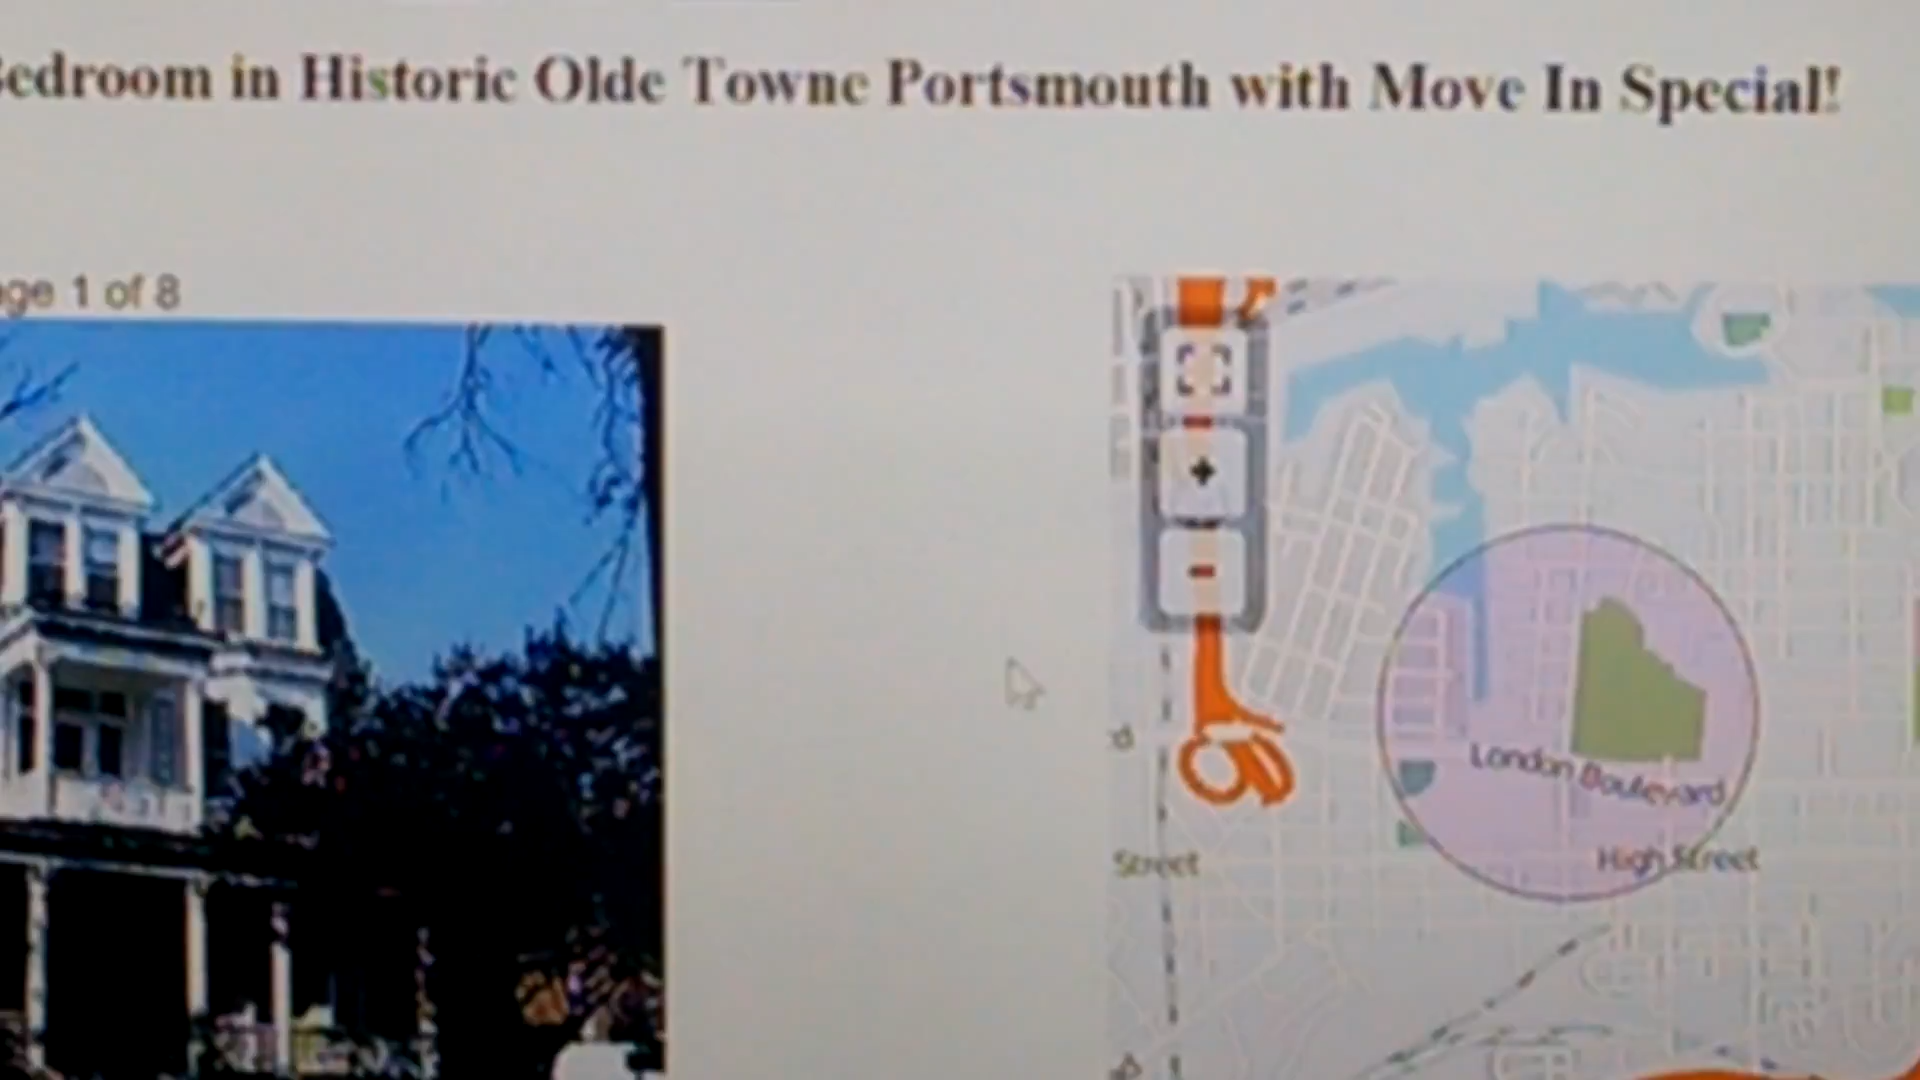 edroom in Historic Olde Towne Portsmouth with Move In Special!
ge 1 of 8
London Boulevard
Street
High Street